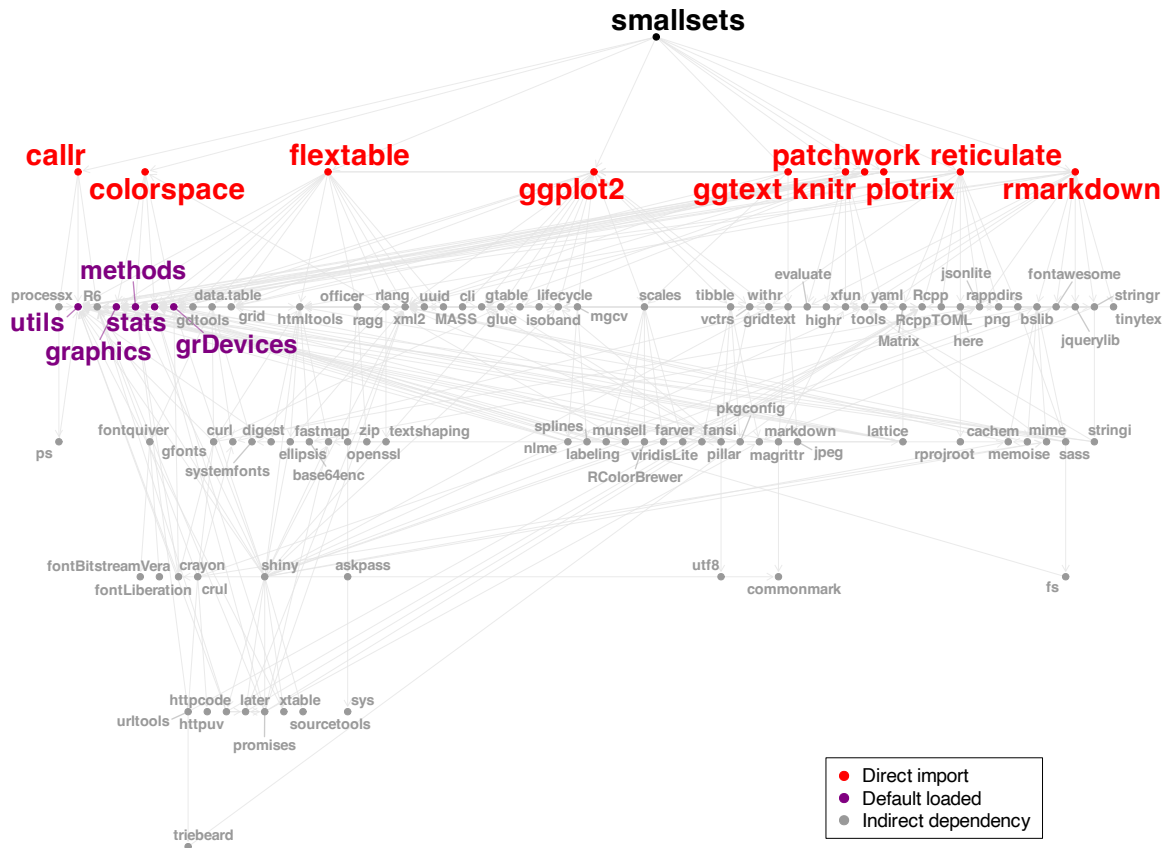 smallsets
callr
flextable
patchwork reticulate
colorspace
ggplot2
ggtext knitr plotrix
rmarkdown
methods
evaluate
jsonlite
fontawesome
processx R6
data.table
officer
rlang
uuid
cli
gtable
lifecycle
scales
tibble
withr
xfun
yaml
Rcpp
rappdirs
stringr
utils
stats
gdtools
grid
htmltools
ragg
xml2
MASS
glue
isoband
mgcv
vctrs
gridtext
highr
tools
RcppTOML
png
bslib
tinytex
graphics
grDevices
Matrix
here
jquerylib
pkgconfig
fontquiver
curl
digest
fastmap
zip
textshaping
splines
munsell
farver
fansi
markdown
lattice
cachem
mime
stringi
ps
gfonts
ellipsis
openssl
nlme
labeling
viridisLite
pillar
magrittr
jpeg
rprojroot
memoise
sass
systemfonts
base64enc
RColorBrewer
fontBitstreamVera
crayon
shiny
askpass
utf8
fontLiberation
crul
commonmark
fs
httpcode
later
xtable
sys
urltools
httpuv
sourcetools
promises
Direct import
Default loaded
Indirect dependency
triebeard